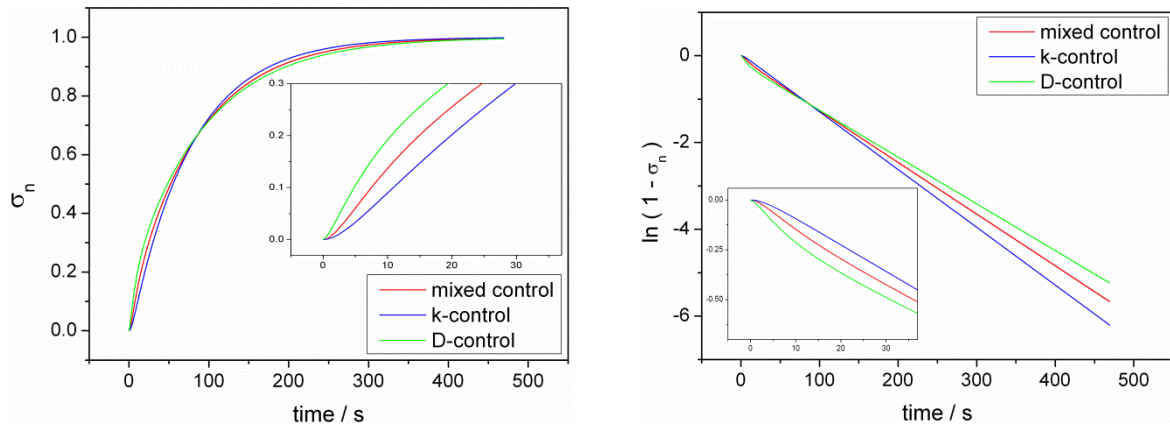 1.0
0.8
0.6
0.4
0.2
0.0
σn
0.3
0.2
0.1
0.0
0 10 20 30
mixed control
k-control
D-control
0 100 200 300 400 500
time / s
0
-2
-4
-6
ln ( 1 - σn )
mixed control
k-control
D-control
0.00
-0.25
-0.50
0 10 20 30
0 100 200 300 400 500
time / s